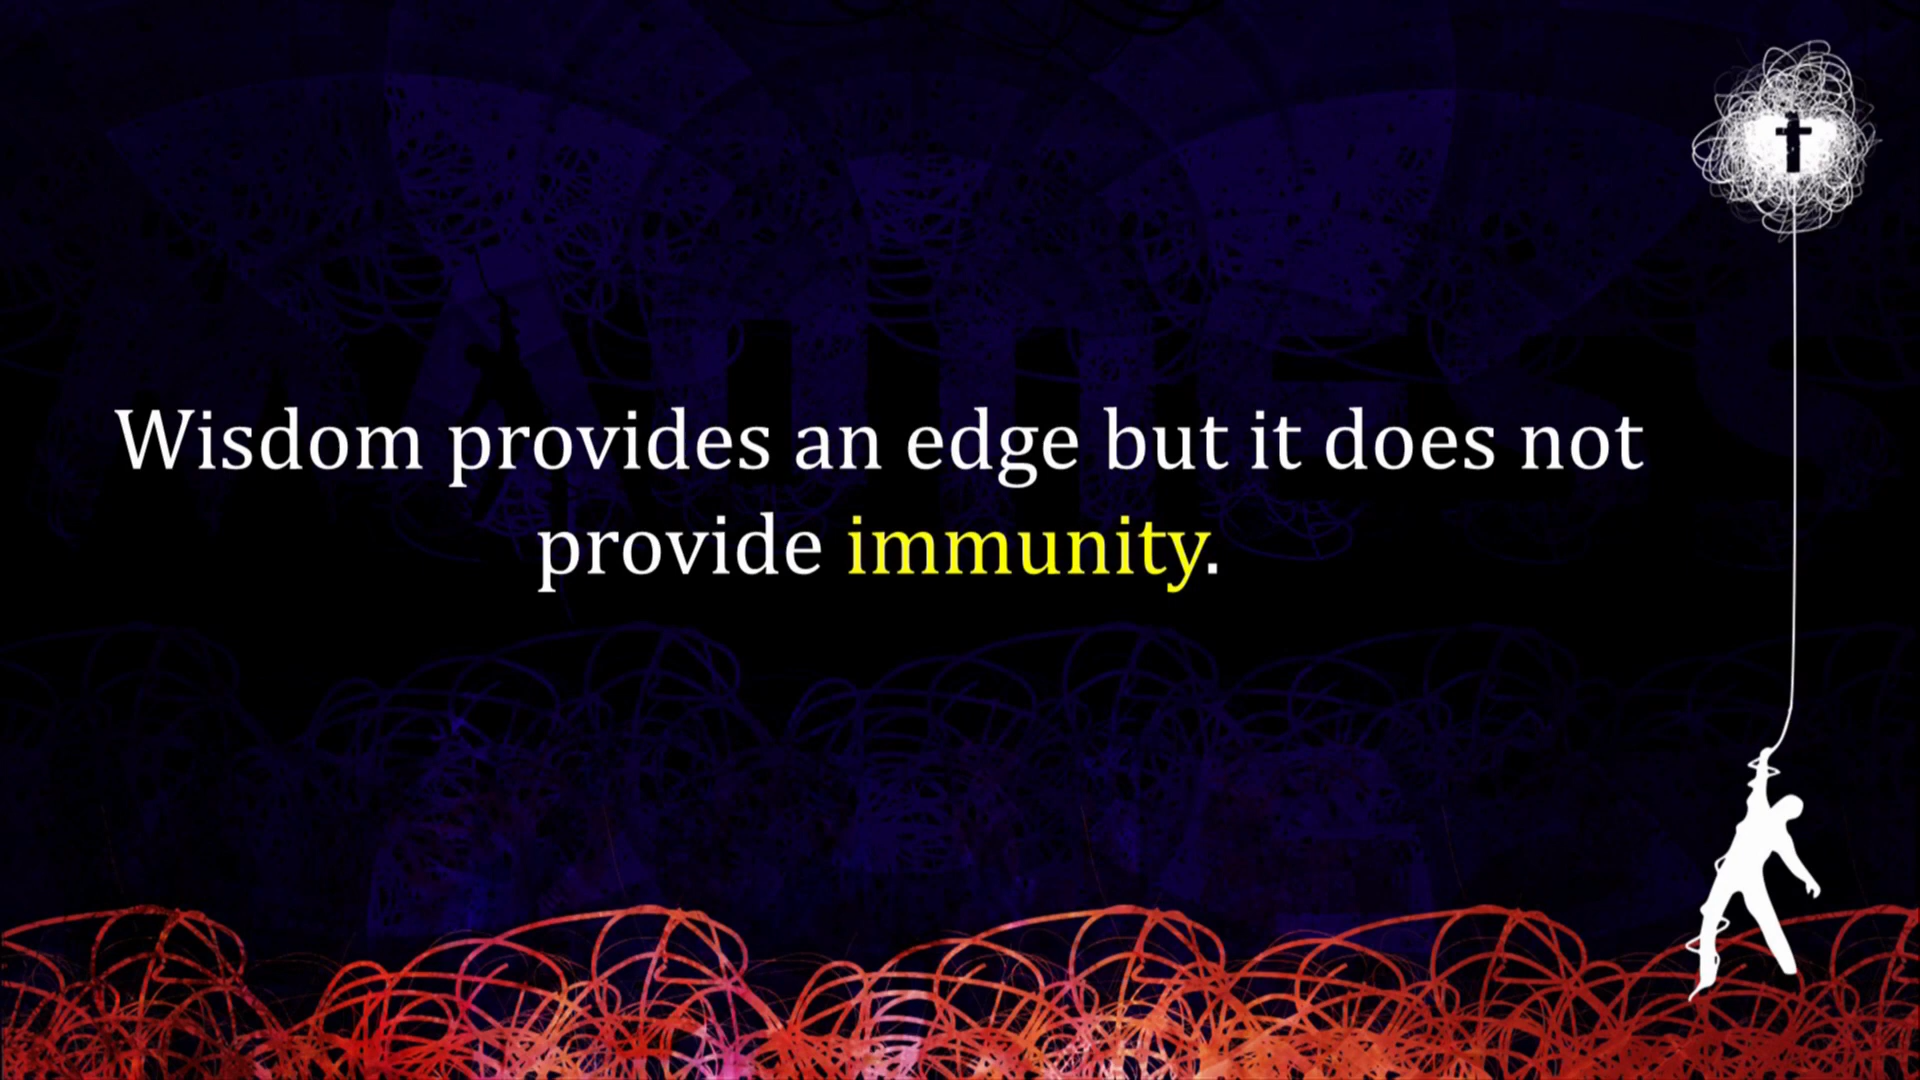 Wisdom provides an edge but it does not
provide immunity.